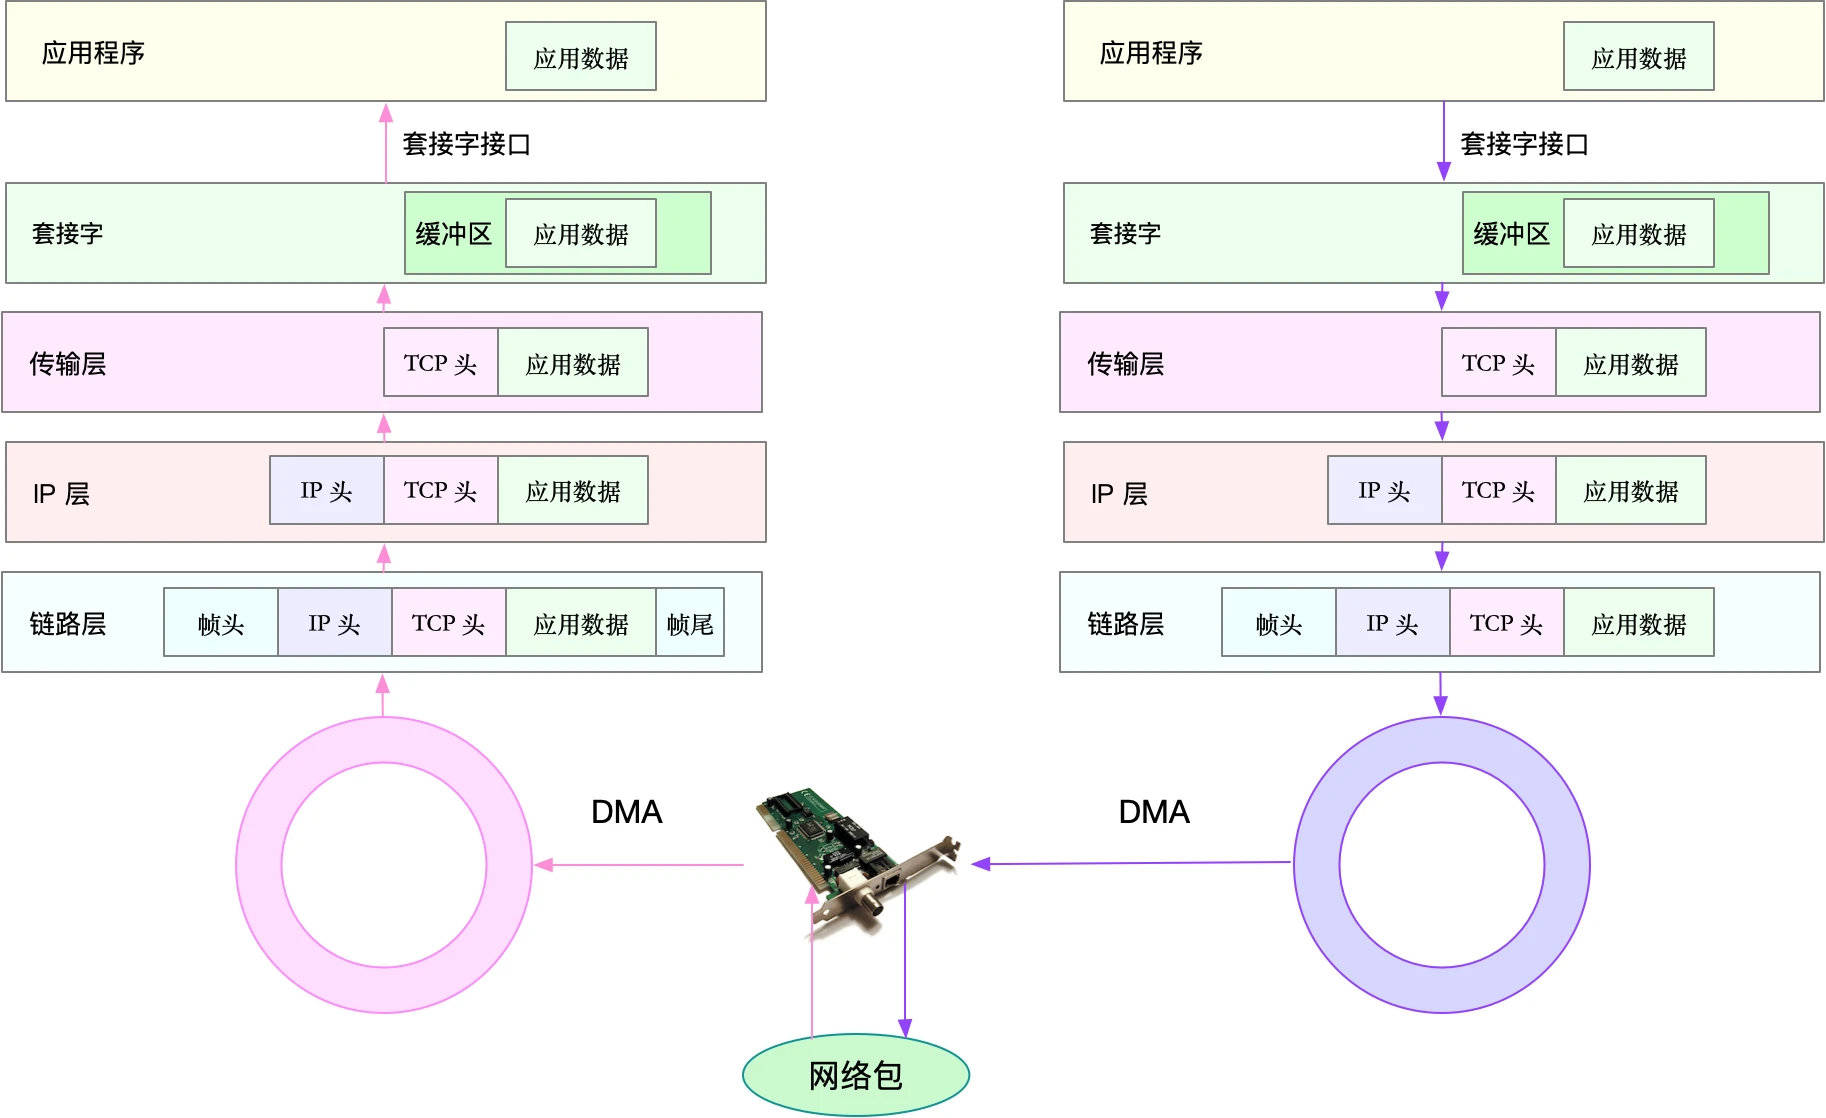 应用程序
应用数据
套接字接口
套接字
缓冲区
应用数据
传输层
TCP 头
应用数据
IP 层
IP 头
TCP 头
应用数据
链路层
帧头
IP 头
TCP 头
应用数据
帧尾
DMA
应用程序
应用数据
套接字接口
套接字
缓冲区
应用数据
传输层
TCP 头
应用数据
IP 层
IP 头
TCP 头
应用数据
链路层
帧头
IP 头
TCP 头
应用数据
DMA
网络包